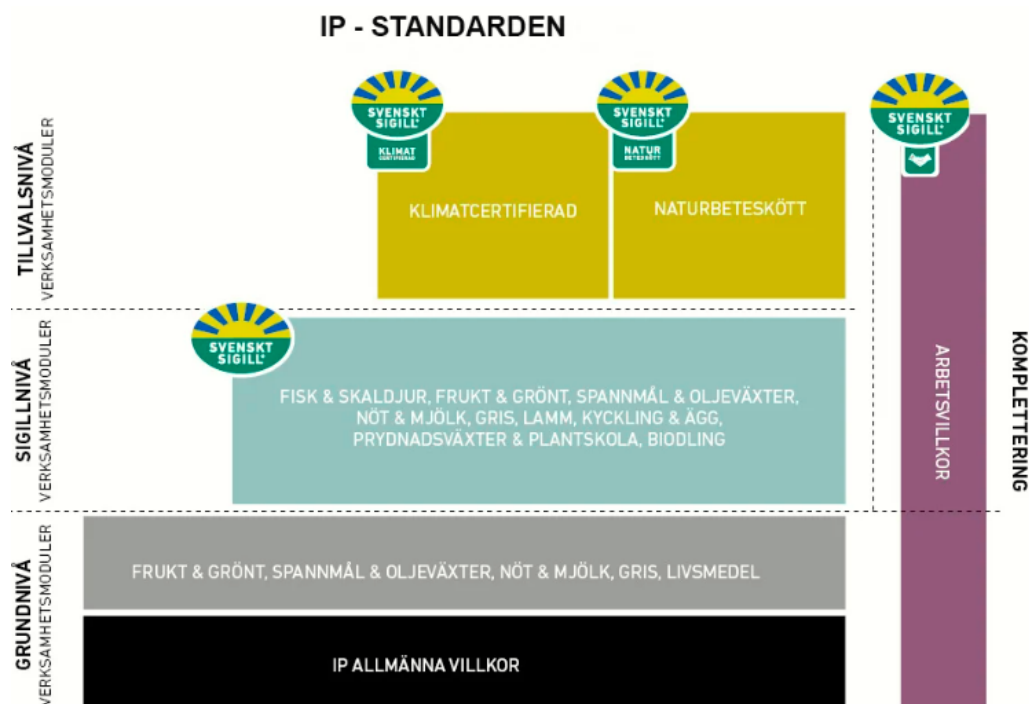 IP - STANDARDEN
TILLVALSNIVÅ
VERKSAMHETSMODULER
SVENSKT
SIGILL®
KLIMAT
CERTIFIERAD
KLIMATCERTIFIERAD
SVENSKT
SIGILL®
NATUR
BETESKÖTT
NATURBETESKÖTT
SVENSKT
SIGILL®
SIGILLNIVÅ
VERKSAMHETSMODULER
SVENSKT
SIGILL®
FISK & SKALDJUR, FRUKT & GRÖNT, SPANNMÅL & OLJEVÄXTER,
NÖT & MJÖLK, GRIS, LAMM, KYCKLING & ÄGG,
PRYDNADSVÄXTER & PLANTSKOLA, BIODLING
ARBETSVILLKOR
KOMPLETTERING
GRUNDNIVÅ
VERKSAMHETSMODULER
FRUKT & GRÖNT, SPANNMÅL & OLJEVÄXTER, NÖT & MJÖLK, GRIS, LIVSMEDEL
IP ALLMÄNNA VILLKOR